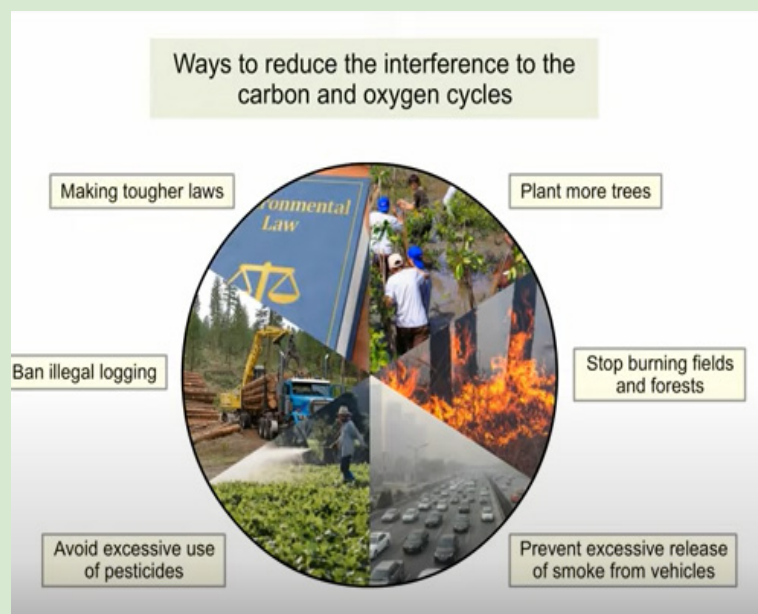 Ways to reduce the interference to the
carbon and oxygen cycles
Making tougher laws
Plant more trees
ronmental
Law
Ban illegal logging
Stop burning fields
and forests
Avoid excessive use
of pesticides
Prevent excessive release
of smoke from vehicles